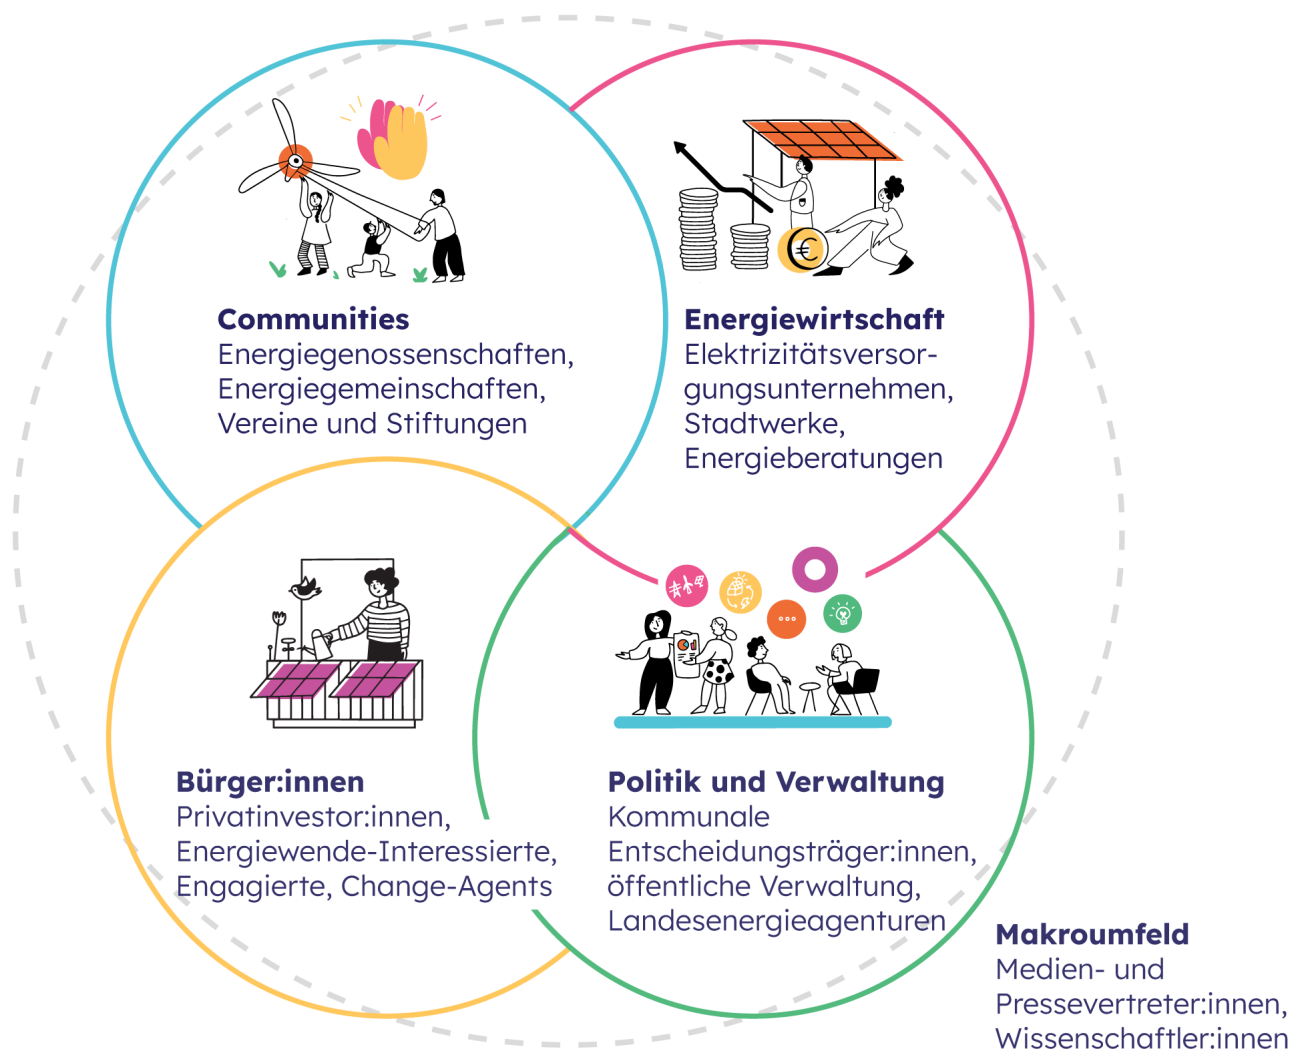 Communities
Energiegenossenschaften,
Energiegemeinschaften,
Vereine und Stiftungen
Energiewirtschaft
Elektrizitätsversor-
gungsunternehmen,
Stadtwerke,
Energieberatungen
€
Bürger:innen
Privatinvestor:innen,
Energiewende-Interessierte,
Engagierte, Change-Agents
Politik und Verwaltung
Kommunale
Entscheidungsträger:innen,
öffentliche Verwaltung,
Landesenergieagenturen
Makroumfeld
Medien- und
Pressevertreter:innen,
Wissenschaftler:innen